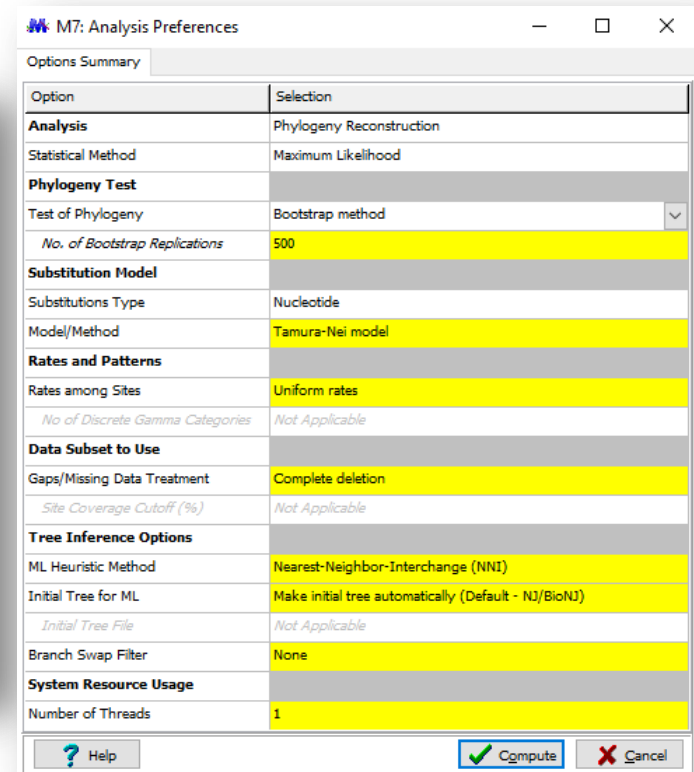 M7: Analysis Preferences
Options Summary
Option Selection
Analysis Phylogeny Reconstruction
Statistical Method Maximum Likelihood
Phylogeny Test
Test of Phylogeny Bootstrap method
No. of Bootstrap Replications 500
Substitution Model
Substitutions Type Nucleotide
Model/Method Tamura-Nei model
Rates and Patterns
Rates among Sites Uniform rates
No of Discrete Gamma Categories Not Applicable
Data Subset to Use
Gaps/Missing Data Treatment Complete deletion
Site Coverage Cutoff (%) Not Applicable
Tree Inference Options
ML Heuristic Method Nearest-Neighbor-Interchange (NNI)
Initial Tree for ML Make initial tree automatically (Default - NJ/BioNJ)
Initial Tree File Not Applicable
Branch Swap Filter None
System Resource Usage
Number of Threads 1
? Help Compute Cancel